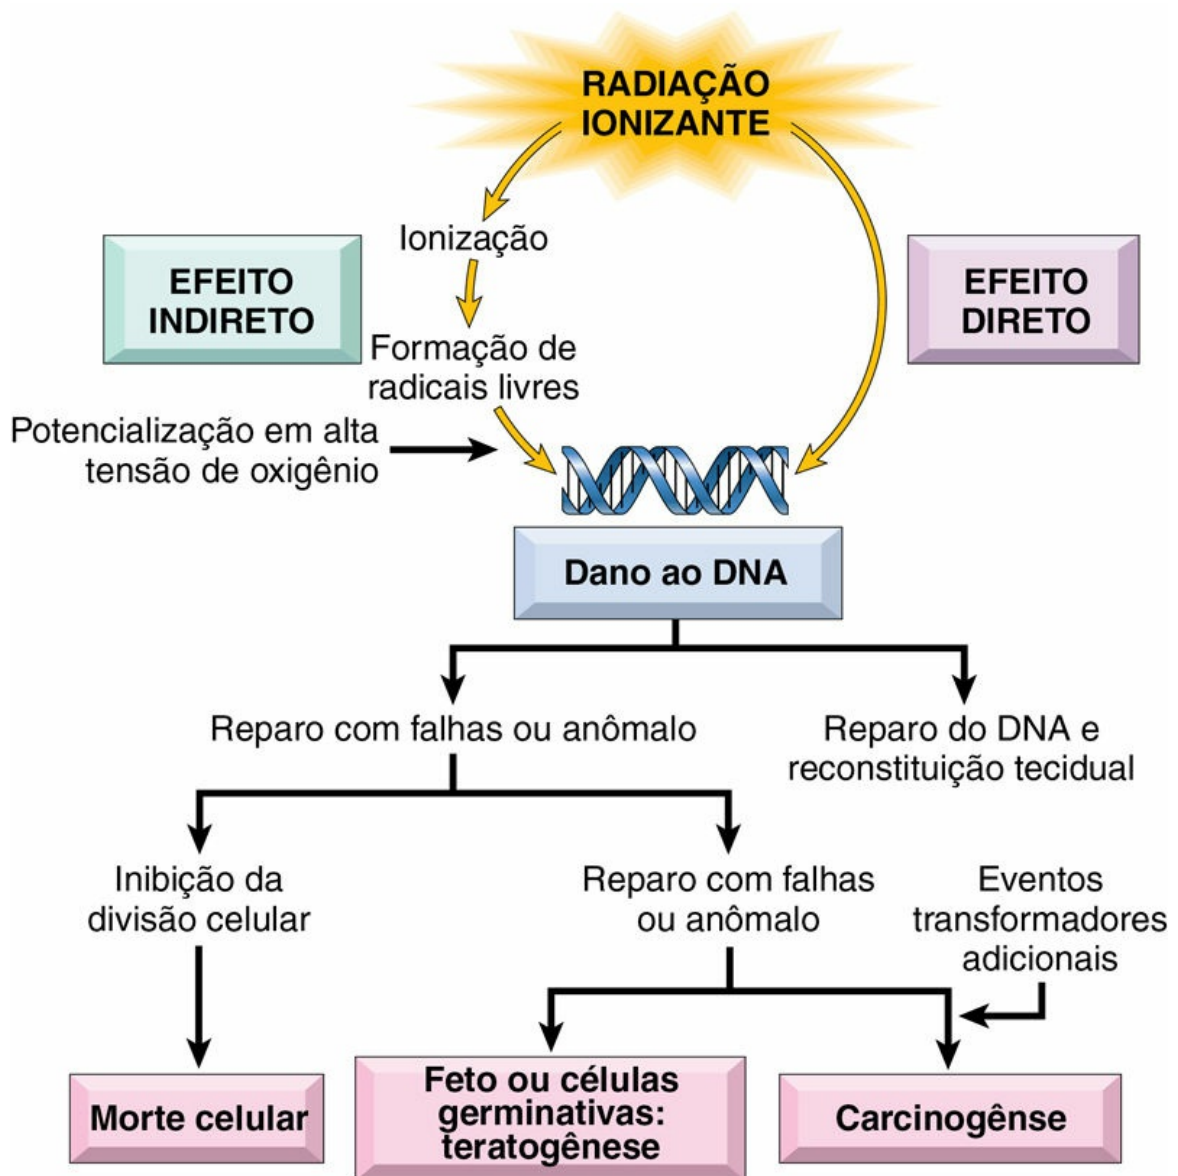 RADIAÇÃO
IONIZANTE
Ionização
EFEITO
INDIRETO
EFEITO
DIRETO
Formação de
radicais livres
Potencialização em alta
tensão de oxigênio
Dano ao DNA
Reparo com falhas ou anômalo
Reparo do DNA e
reconstituição tecidual
Inibição da
divisão celular
Reparo com falhas
ou anômalo
Eventos
transformadores
adicionais
Morte celular
Feto ou células
germinativas:
teratogênese
Carcinogênse